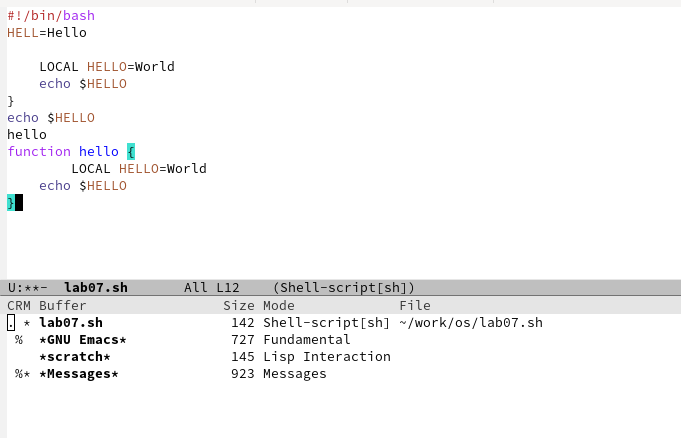 #!/bin/bash
HELL=Hello

    LOCAL HELLO=World
    echo $HELLO
}
echo $HELLO
hello
function hello {
        LOCAL HELLO=World
    echo $HELLO
}
U:**-  lab07.sh       All L12    (Shell-script[sh])
CRM Buffer                 Size Mode             File
. * lab07.sh                142 Shell-script[sh] ~/work/os/lab07.sh
 %  *GNU Emacs*             727 Fundamental
    *scratch*               145 Lisp Interaction
 %* *Messages*              923 Messages